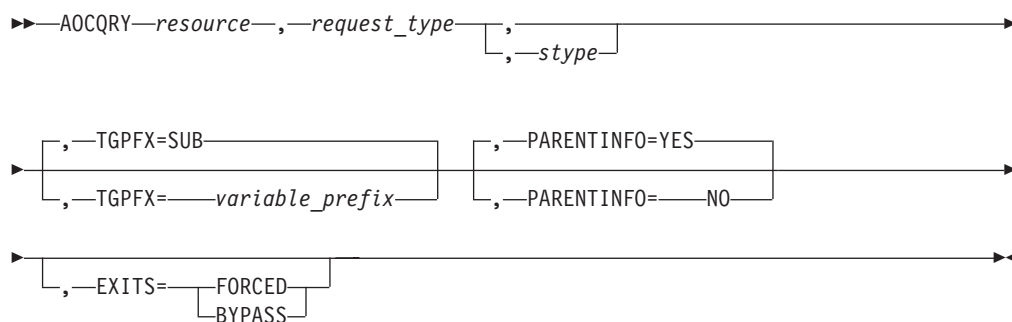 AOCQRY resource , request_type ,
, stype
, TGPFX=SUB , PARENTINFO=YES
, TGPFX= variable_prefix , PARENTINFO= NO
, EXITS= FORCED
BYPASS